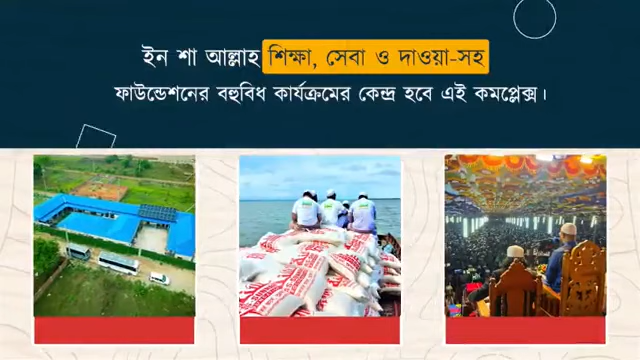 ইন শা আল্লাহ শিক্ষা, সেবা ও দাওয়া-সহ
ফাউন্ডেশনের বহুবিধ কার্যক্রমের কেন্দ্র হবে এই কমপ্লেক্স।